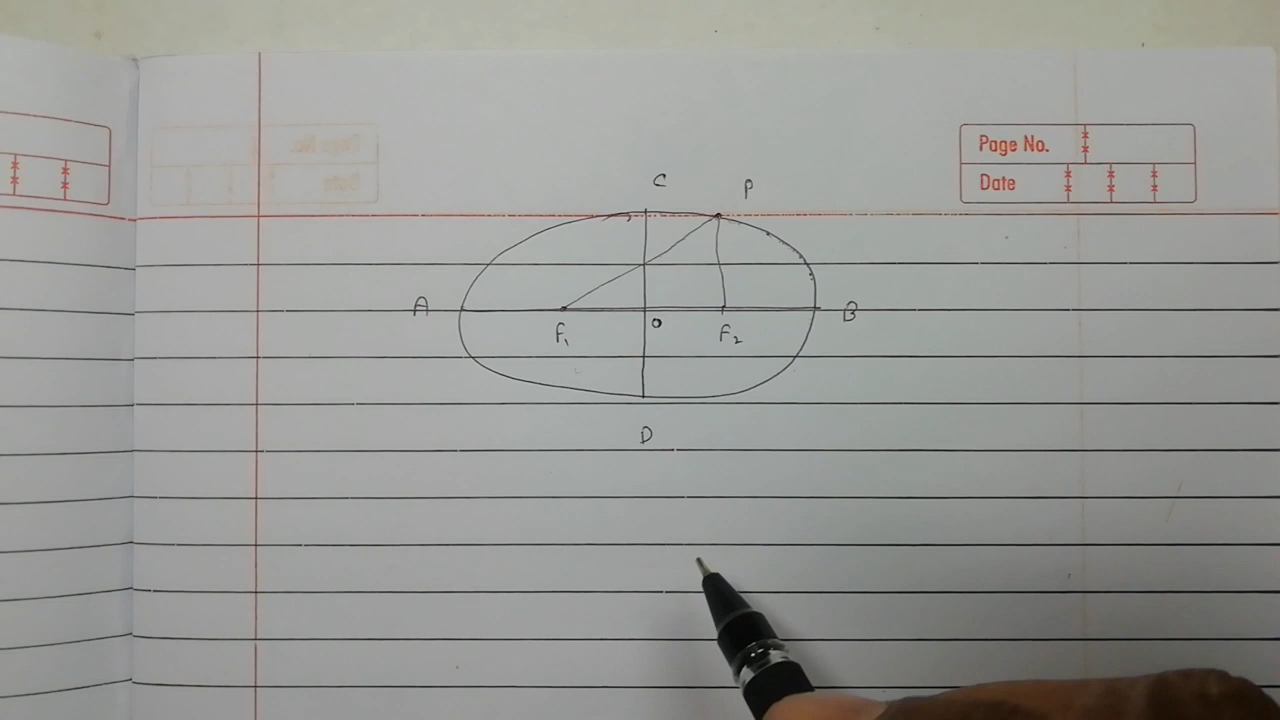 Page No.
Date
C P
A B
F₁ O F₂
D